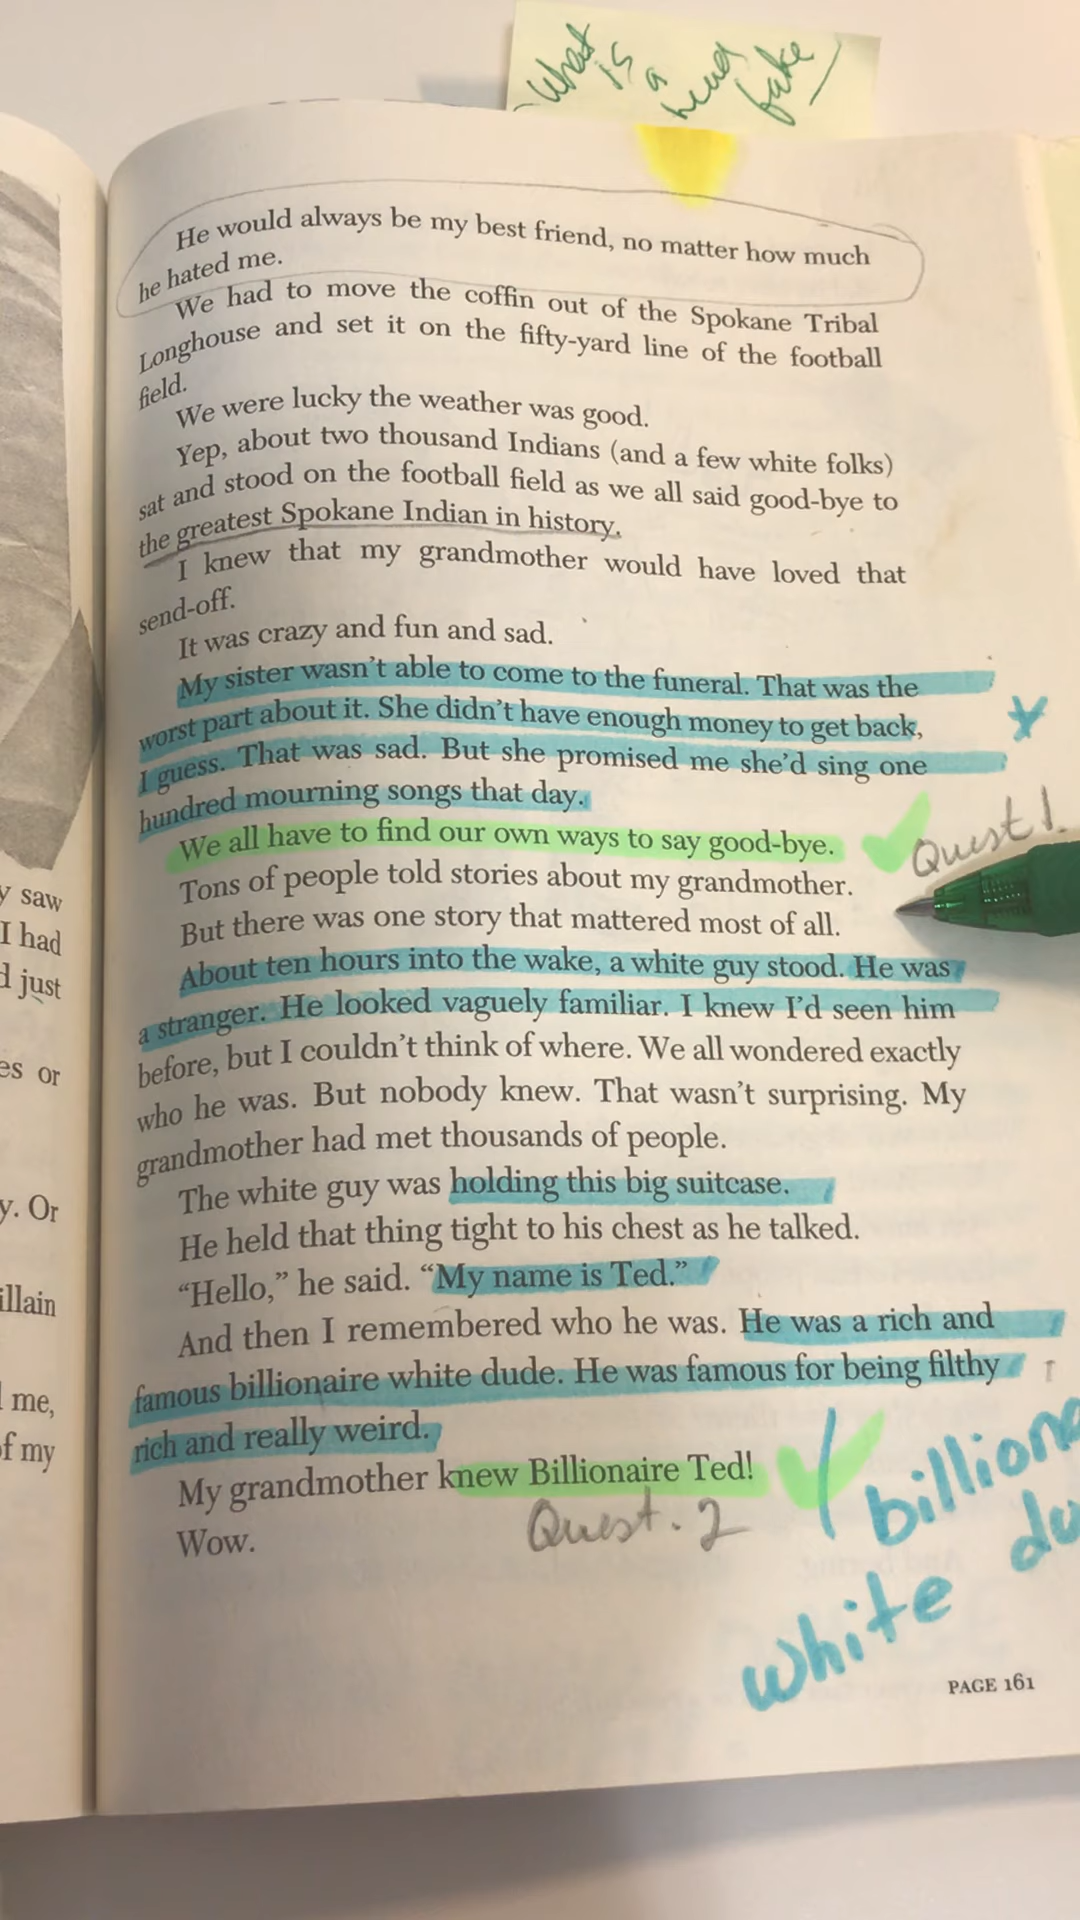 What is a head fake
He would always be my best friend, no matter how much
he hated me.
We had to move the coffin out of the Spokane Tribal
Longhouse and set it on the fifty-yard line of the football
field.
We were lucky the weather was good.
Yep, about two thousand Indians (and a few white folks)
sat and stood on the football field as we all said good-bye to
the greatest Spokane Indian in history.
I knew that my grandmother would have loved that
send-off.
It was crazy and fun and sad.
My sister wasn't able to come to the funeral. That was the
worst part about it. She didn't have enough money to get back,
I guess. That was sad. But she promised me she'd sing one
hundred mourning songs that day.
We all have to find our own ways to say good-bye.
Quest 1.
Tons of people told stories about my grandmother.
But there was one story that mattered most of all.
About ten hours into the wake, a white guy stood. He was
a stranger. He looked vaguely familiar. I knew I'd seen him
before, but I couldn't think of where. We all wondered exactly
who he was. But nobody knew. That wasn't surprising. My
grandmother had met thousands of people.
The white guy was holding this big suitcase.
He held that thing tight to his chest as he talked.
"Hello," he said. "My name is Ted."
And then I remembered who he was. He was a rich and
famous billionaire white dude. He was famous for being filthy
rich and really weird.
My grandmother knew Billionaire Ted!
Wow.
Quest. 2
billiona
white du
PAGE 161
y saw
I had
d just
es or
y. Or
illain
me,
of my